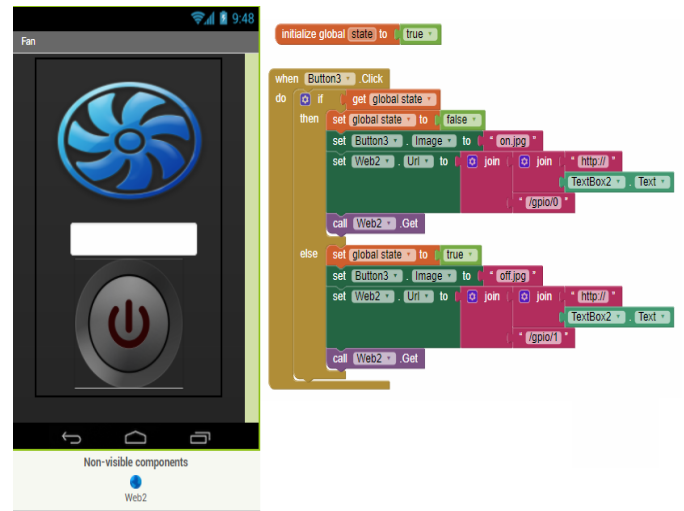 9:48
Fan
Non-visible components
Web2
initialize global state to true
when Button3 .Click
do if get global state
then set global state to false
set Button3 . Image to " on.jpg "
set Web2 . Url to join join " http:// "
TextBox2 . Text
" /gpio/0 "
call Web2 .Get
else set global state to true
set Button3 . Image to " off.jpg "
set Web2 . Url to join join " http:// "
TextBox2 . Text
" /gpio/1 "
call Web2 .Get